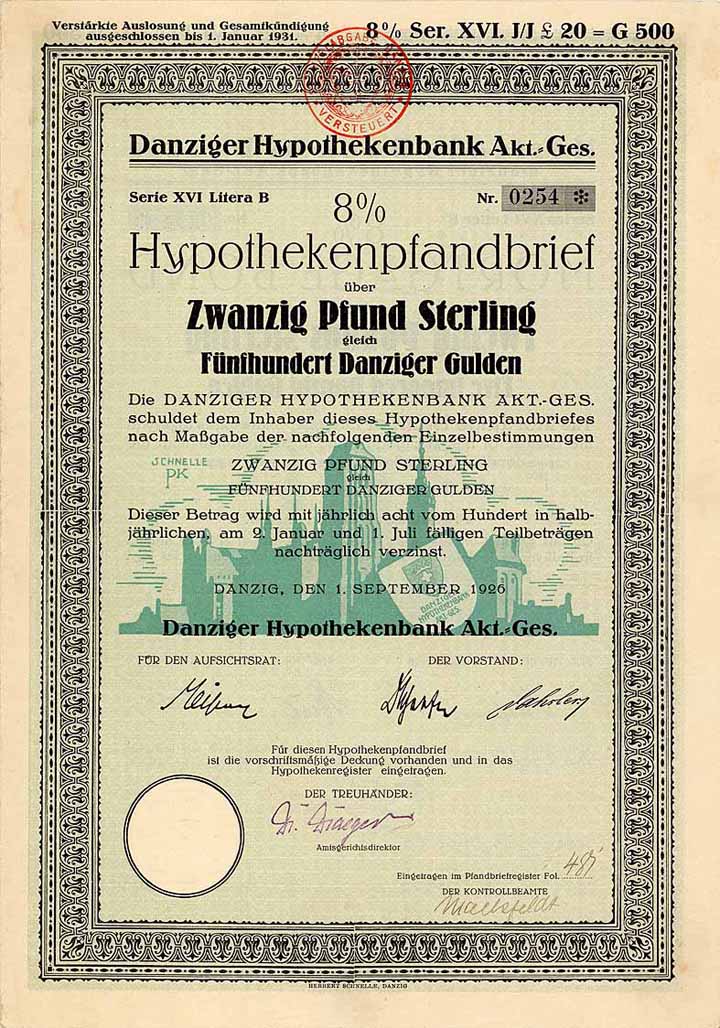 Verstärkte Auslosung und Gesamtkündigung
ausgeschlossen bis 1. Januar 1931.
8% Ser. XVI. J/J £ 20 = G 500
VERSTEUERT
Danziger Hypothekenbank Akt.-Ges.
Serie XVI Litera B
8%
Nr. 0254 ✻
Hypothekenpfandbrief
über
Zwanzig Pfund Sterling
gleich
Fünfhundert Danziger Gulden
Die DANZIGER HYPOTHEKENBANK AKT.-GES.
schuldet dem Inhaber dieses Hypothekenpfandbriefes
nach Maßgabe der nachfolgenden Einzelbestimmungen
SCHNELLE
PK
ZWANZIG PFUND STERLING
gleich
FÜNFHUNDERT DANZIGER GULDEN
Dieser Betrag wird mit jährlich acht vom Hundert in halb-
jährlichen, am 2. Januar und 1. Juli fälligen Teilbeträgen
nachträglich verzinst.
DANZIG, DEN 1. SEPTEMBER 1926
DANZIGER
HYPOTHEKENBANK
AKT. GES.
Danziger Hypothekenbank Akt.-Ges.
FÜR DEN AUFSICHTSRAT:
DER VORSTAND:
Für diesen Hypothekenpfandbrief
ist die vorschriftsmäßige Deckung vorhanden und in das
Hypothekenregister eingetragen.
DER TREUHÄNDER:
Dr. Draeger
Amtsgerichtsdirektor
Eingetragen im Pfandbriefregister Fol.
DER KONTROLLBEAMTE
HERBERT SCHNELLE, DANZIG